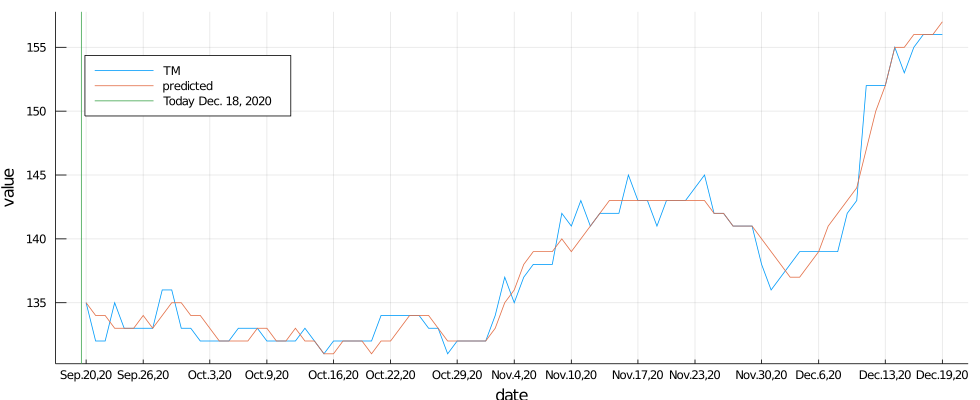 155
150
145
140
135
value
TM
predicted
Today Dec. 18, 2020
Sep.20,20 Sep.26,20 Oct.3,20 Oct.9,20 Oct.16,20 Oct.22,20 Oct.29,20 Nov.4,20 Nov.10,20 Nov.17,20 Nov.23,20 Nov.30,20 Dec.6,20 Dec.13,20 Dec.19,20
date